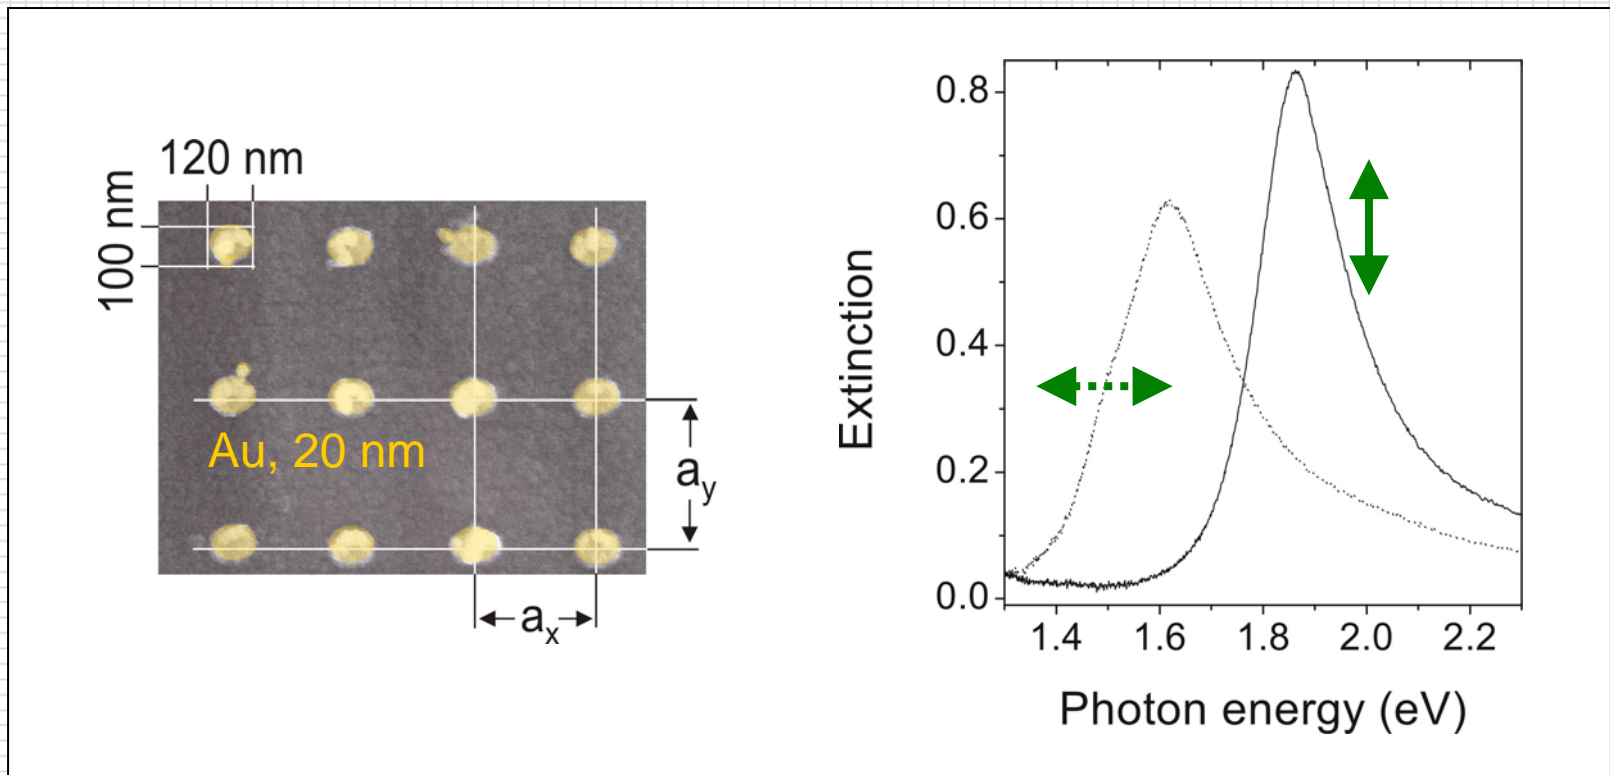 120 nm
100 nm
Au, 20 nm
a_y
a_x
Extinction
0.8
0.6
0.4
0.2
0.0
1.4 1.6 1.8 2.0 2.2
Photon energy (eV)